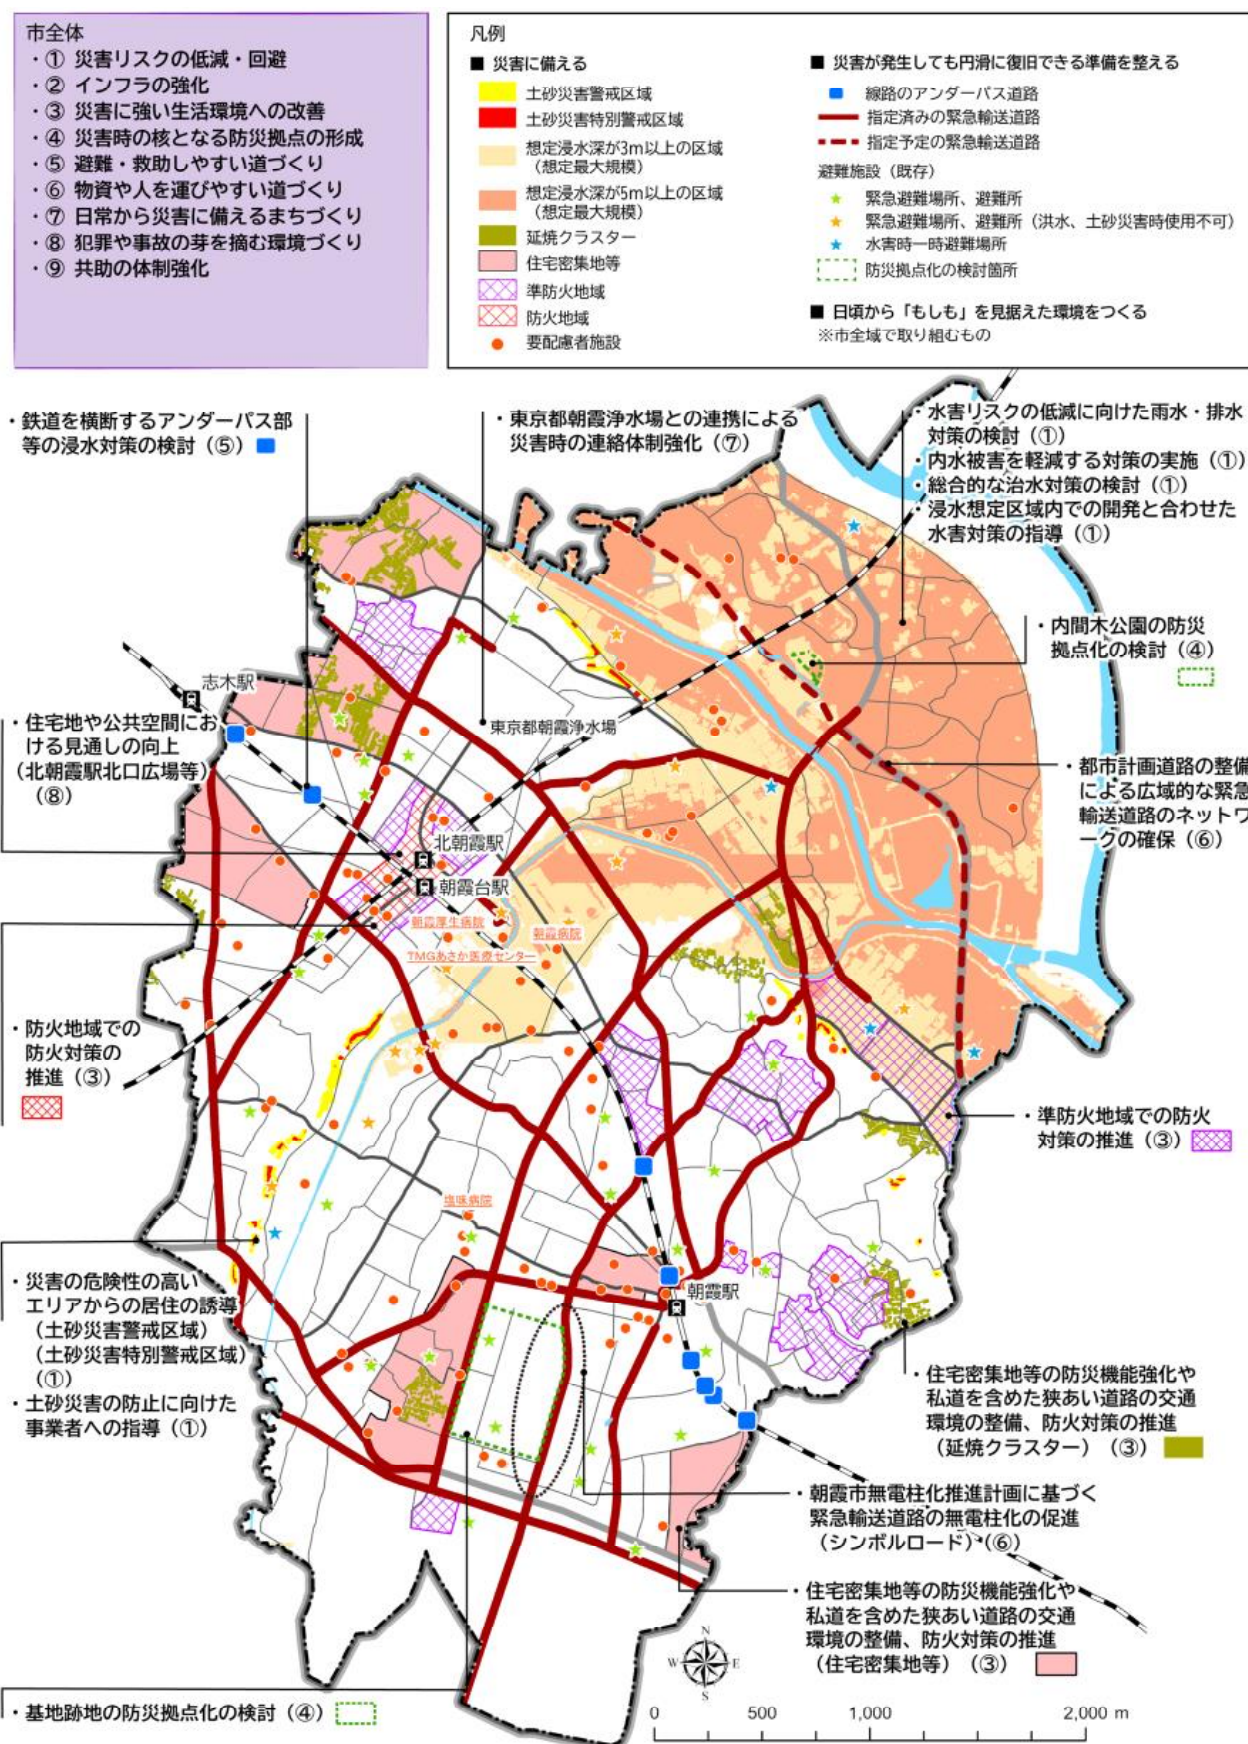 市全体
・① 災害リスクの低減・回避
・② インフラの強化
・③ 災害に強い生活環境への改善
・④ 災害時の核となる防災拠点の形成
・⑤ 避難・救助しやすい道づくり
・⑥ 物資や人を運びやすい道づくり
・⑦ 日常から災害に備えるまちづくり
・⑧ 犯罪や事故の芽を摘む環境づくり
・⑨ 共助の体制強化
凡例
■ 災害に備える
土砂災害警戒区域
土砂災害特別警戒区域
想定浸水深が3m以上の区域
（想定最大規模）
想定浸水深が5m以上の区域
（想定最大規模）
延焼クラスター
住宅密集地等
準防火地域
防火地域
要配慮者施設
■ 災害が発生しても円滑に復旧できる準備を整える
線路のアンダーパス道路
指定済みの緊急輸送道路
指定予定の緊急輸送道路
避難施設（既存）
緊急避難場所、避難所
緊急避難場所、避難所（洪水、土砂災害時使用不可）
水害時一時避難場所
防災拠点化の検討箇所
■ 日頃から「もしも」を見据えた環境をつくる
※市全域で取り組むもの
・鉄道を横断するアンダーパス部
等の浸水対策の検討（⑤）
・東京都朝霞浄水場との連携による
災害時の連絡体制強化（⑦）
・水害リスクの低減に向けた雨水・排水
対策の検討（①）
・内水被害を軽減する対策の実施（①）
・総合的な治水対策の検討（①）
・浸水想定区域内での開発と合わせた
水害対策の指導（①）
・内間木公園の防災
拠点化の検討（④）
志木駅
・住宅地や公共空間にお
ける見通しの向上
（北朝霞駅北口広場等）
（⑧）
東京都朝霞浄水場
・都市計画道路の整備
による広域的な緊急
輸送道路のネットワ
ークの確保（⑥）
北朝霞駅
朝霞台駅
朝霞厚生病院
朝霞病院
TMGあさか医療センター
・防火地域での
防火対策の
推進（③）
・準防火地域での防火
対策の推進（③）
塩味病院
・災害の危険性の高い
エリアからの居住の誘導
（土砂災害警戒区域）
（土砂災害特別警戒区域）
（①）
・土砂災害の防止に向けた
事業者への指導（①）
朝霞駅
・住宅密集地等の防災機能強化や
私道を含めた狭あい道路の交通
環境の整備、防火対策の推進
（延焼クラスター）（③）
・朝霞市無電柱化推進計画に基づく
緊急輸送道路の無電柱化の促進
（シンボルロード）（⑥）
・住宅密集地等の防災機能強化や
私道を含めた狭あい道路の交通
環境の整備、防火対策の推進
（住宅密集地等）（③）
・基地跡地の防災拠点化の検討（④）
N
W E
S
0 500 1,000 2,000 m